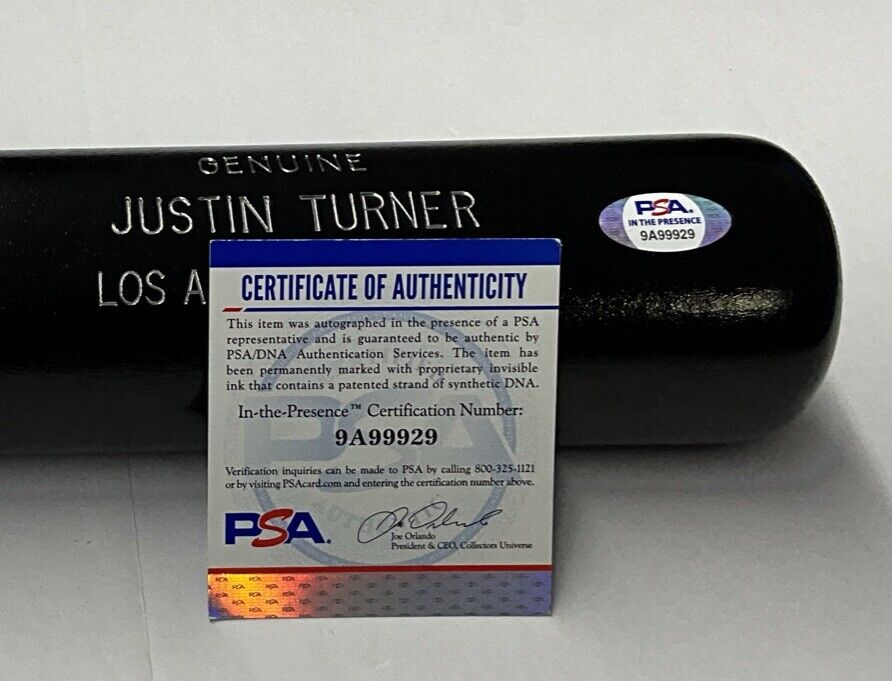 GENUINE
JUSTIN TURNER
LOS A
PSA.
IN THE PRESENCE
9A99929
CERTIFICATE OF AUTHENTICITY
This item was autographed in the presence of a PSA
representative and is guaranteed to be authentic by
PSA/DNA Authentication Services. The item has
been permanently marked with proprietary invisible
ink that contains a patented strand of synthetic DNA.
In-the-Presence™ Certification Number:
9A99929
Verification inquiries can be made to PSA by calling 800-325-1121
or by visiting PSAcard.com and entering the certification number above.
PSA.
Joe Orlando
President & CEO, Collectors Universe